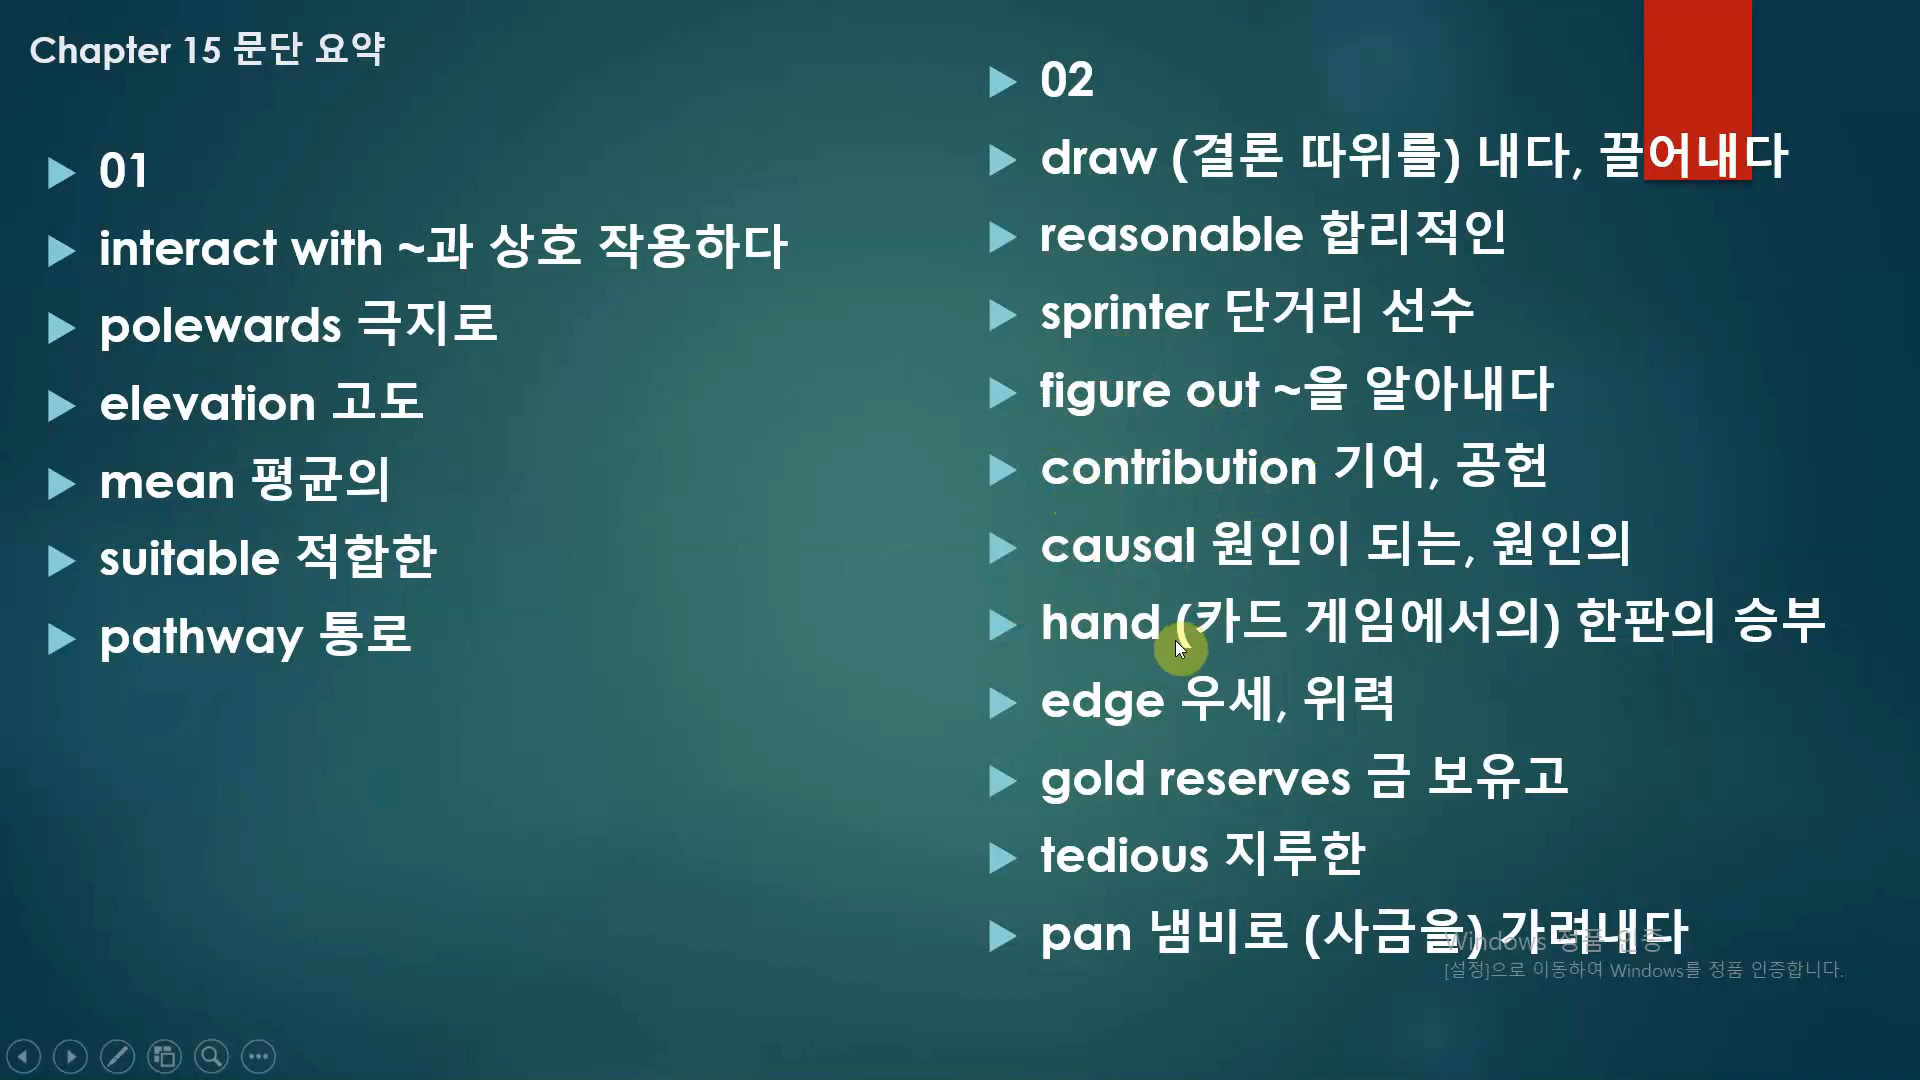 Chapter 15 문단 요약
01
interact with ~과 상호 작용하다
polewards 극지로
elevation 고도
mean 평균의
suitable 적합한
pathway 통로
02
draw (결론 따위를) 내다, 끌어내다
reasonable 합리적인
sprinter 단거리 선수
figure out ~을 알아내다
contribution 기여, 공헌
causal 원인이 되는, 원인의
hand (카드 게임에서의) 한판의 승부
edge 우세, 위력
gold reserves 금 보유고
tedious 지루한
pan 냄비로 (사금을) 가려내다
Windows 정품 인증
[설정]으로 이동하여 Windows를 정품 인증합니다.